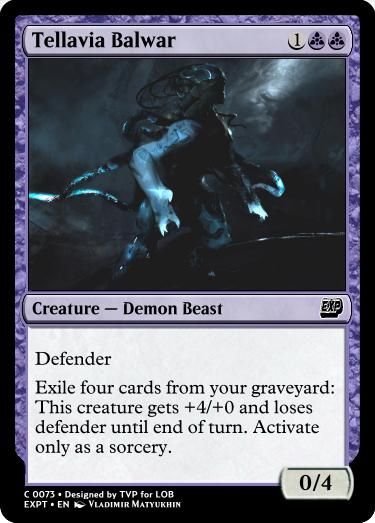 Tellavia Balwar 1
Creature — Demon Beast EXP
Defender
Exile four cards from your graveyard:
This creature gets +4/+0 and loses
defender until end of turn. Activate
only as a sorcery.
0/4
C 0073 • Designed by TVP for LOB
EXPT • EN Vladimir Matyukhin